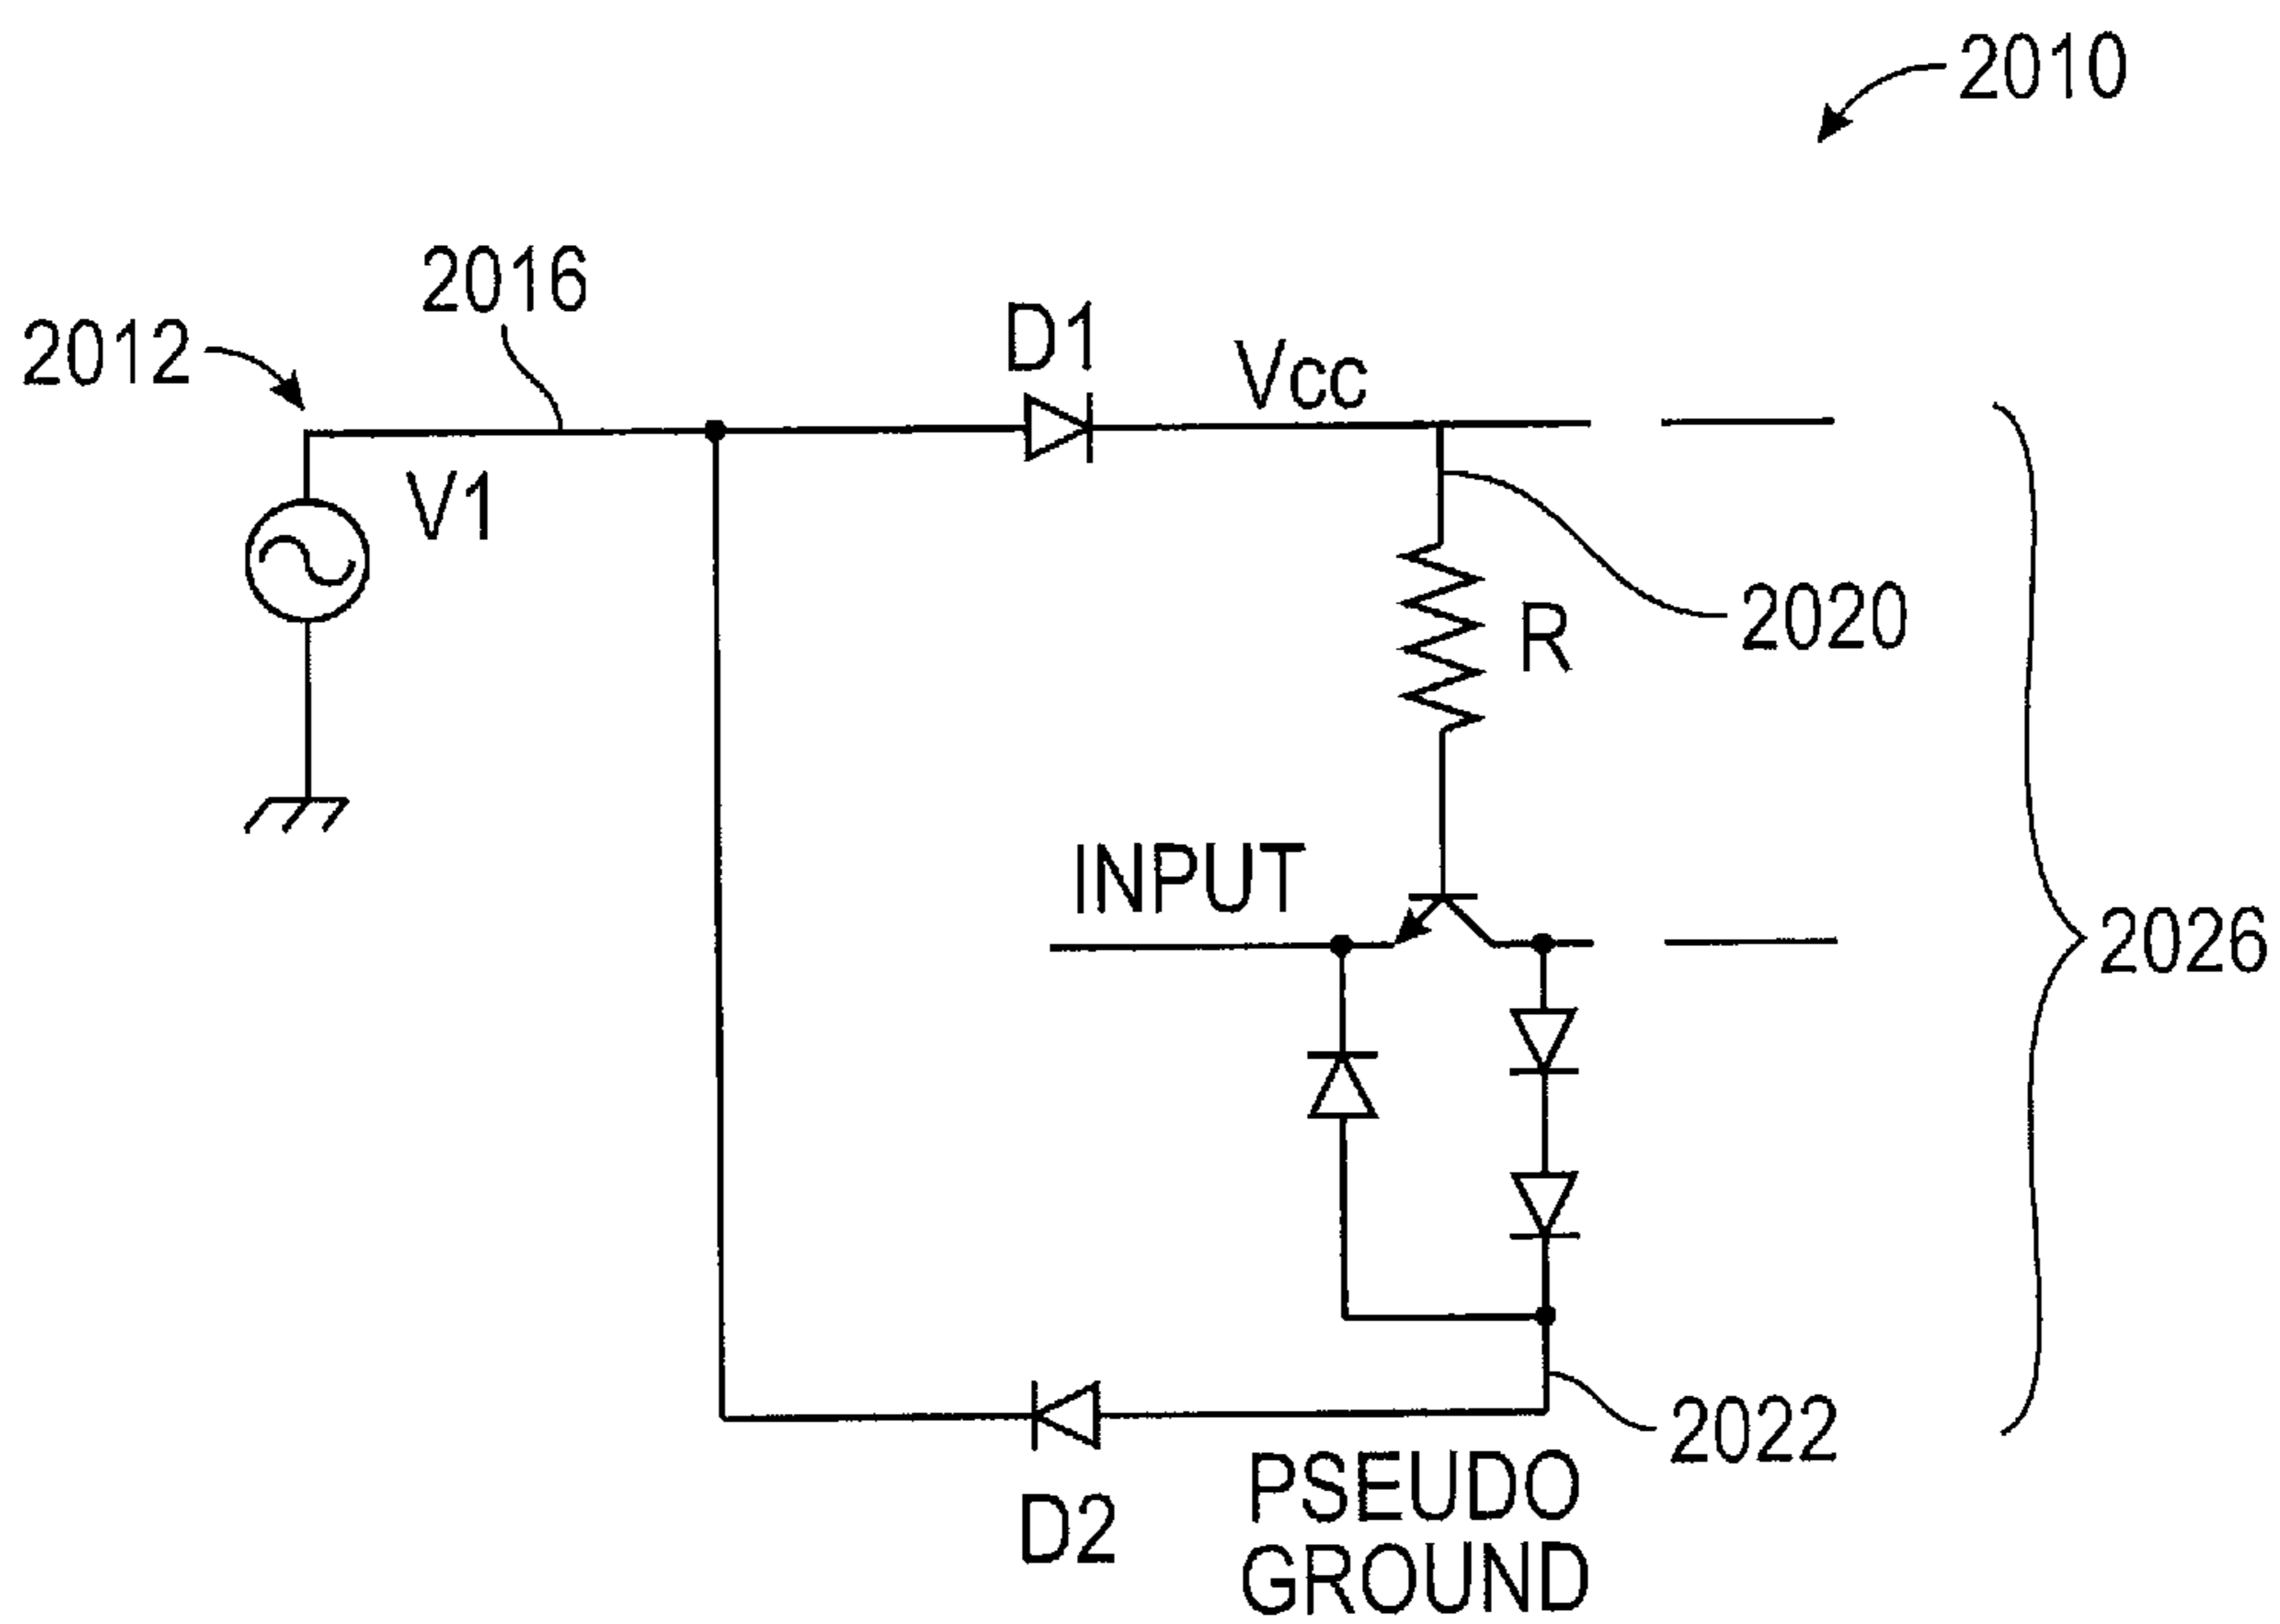 2010
2016
2012
D1
Vcc
V1
R
2020
INPUT
2026
2022
D2
PSEUDO
GROUND